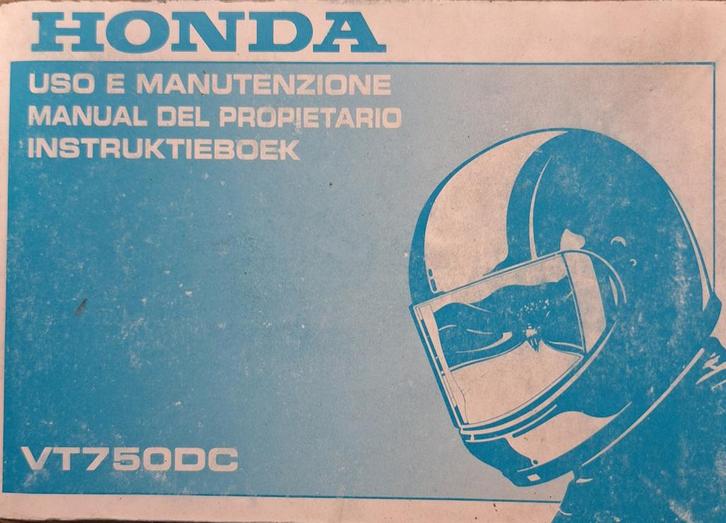 HONDA
USO E MANUTENZIONE
MANUAL DEL PROPIETARIO
INSTRUKTIEBOEK
VT750DC